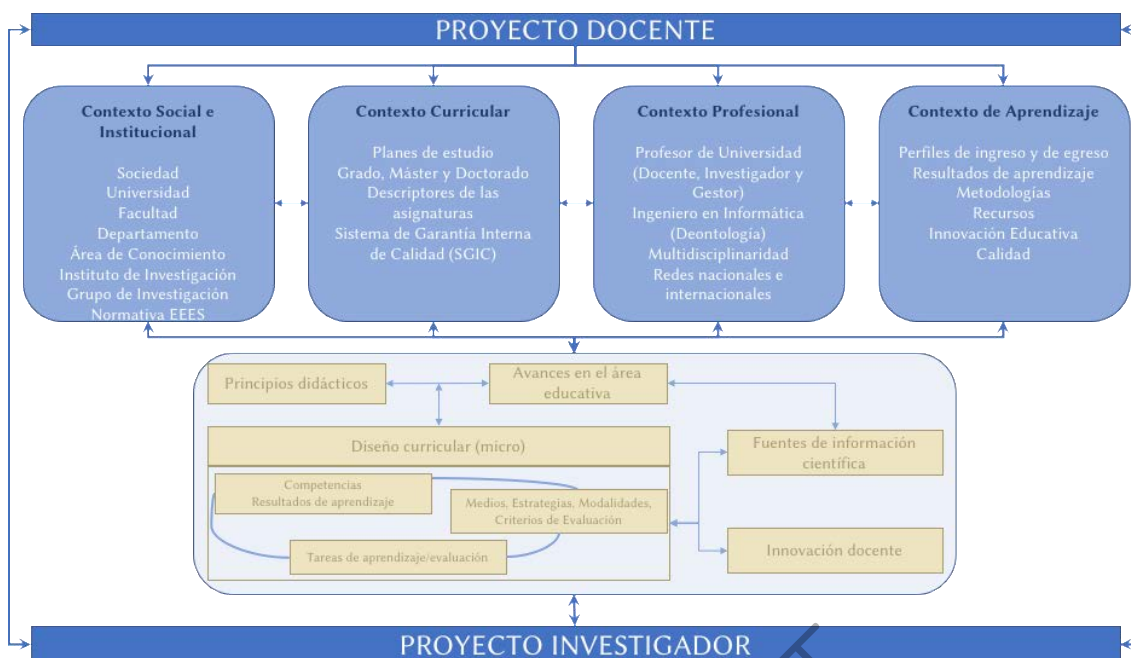 PROYECTO DOCENTE
Contexto Social e
Institucional
Sociedad
Universidad
Facultad
Departamento
Área de Conocimiento
Instituto de Investigación
Grupo de Investigación
Normativa EEES
Contexto Curricular
Planes de estudio
Grado, Máster y Doctorado
Descriptores de las
asignaturas
Sistema de Garantía Interna
de Calidad (SGIC)
Contexto Profesional
Profesor de Universidad
(Docente, Investigador y
Gestor)
Ingeniero en Informática
(Deontología)
Multidisciplinaridad
Redes nacionales e
internacionales
Contexto de Aprendizaje
Perfiles de ingreso y de egreso
Resultados de aprendizaje
Metodologías
Recursos
Innovación Educativa
Calidad
Principios didácticos
Avances en el área
educativa
Diseño curricular (micro)
Competencias
Resultados de aprendizaje
Medios, Estrategias, Modalidades,
Criterios de Evaluación
Tareas de aprendizaje/evaluación
Fuentes de información
científica
Innovación docente
PROYECTO INVESTIGADOR